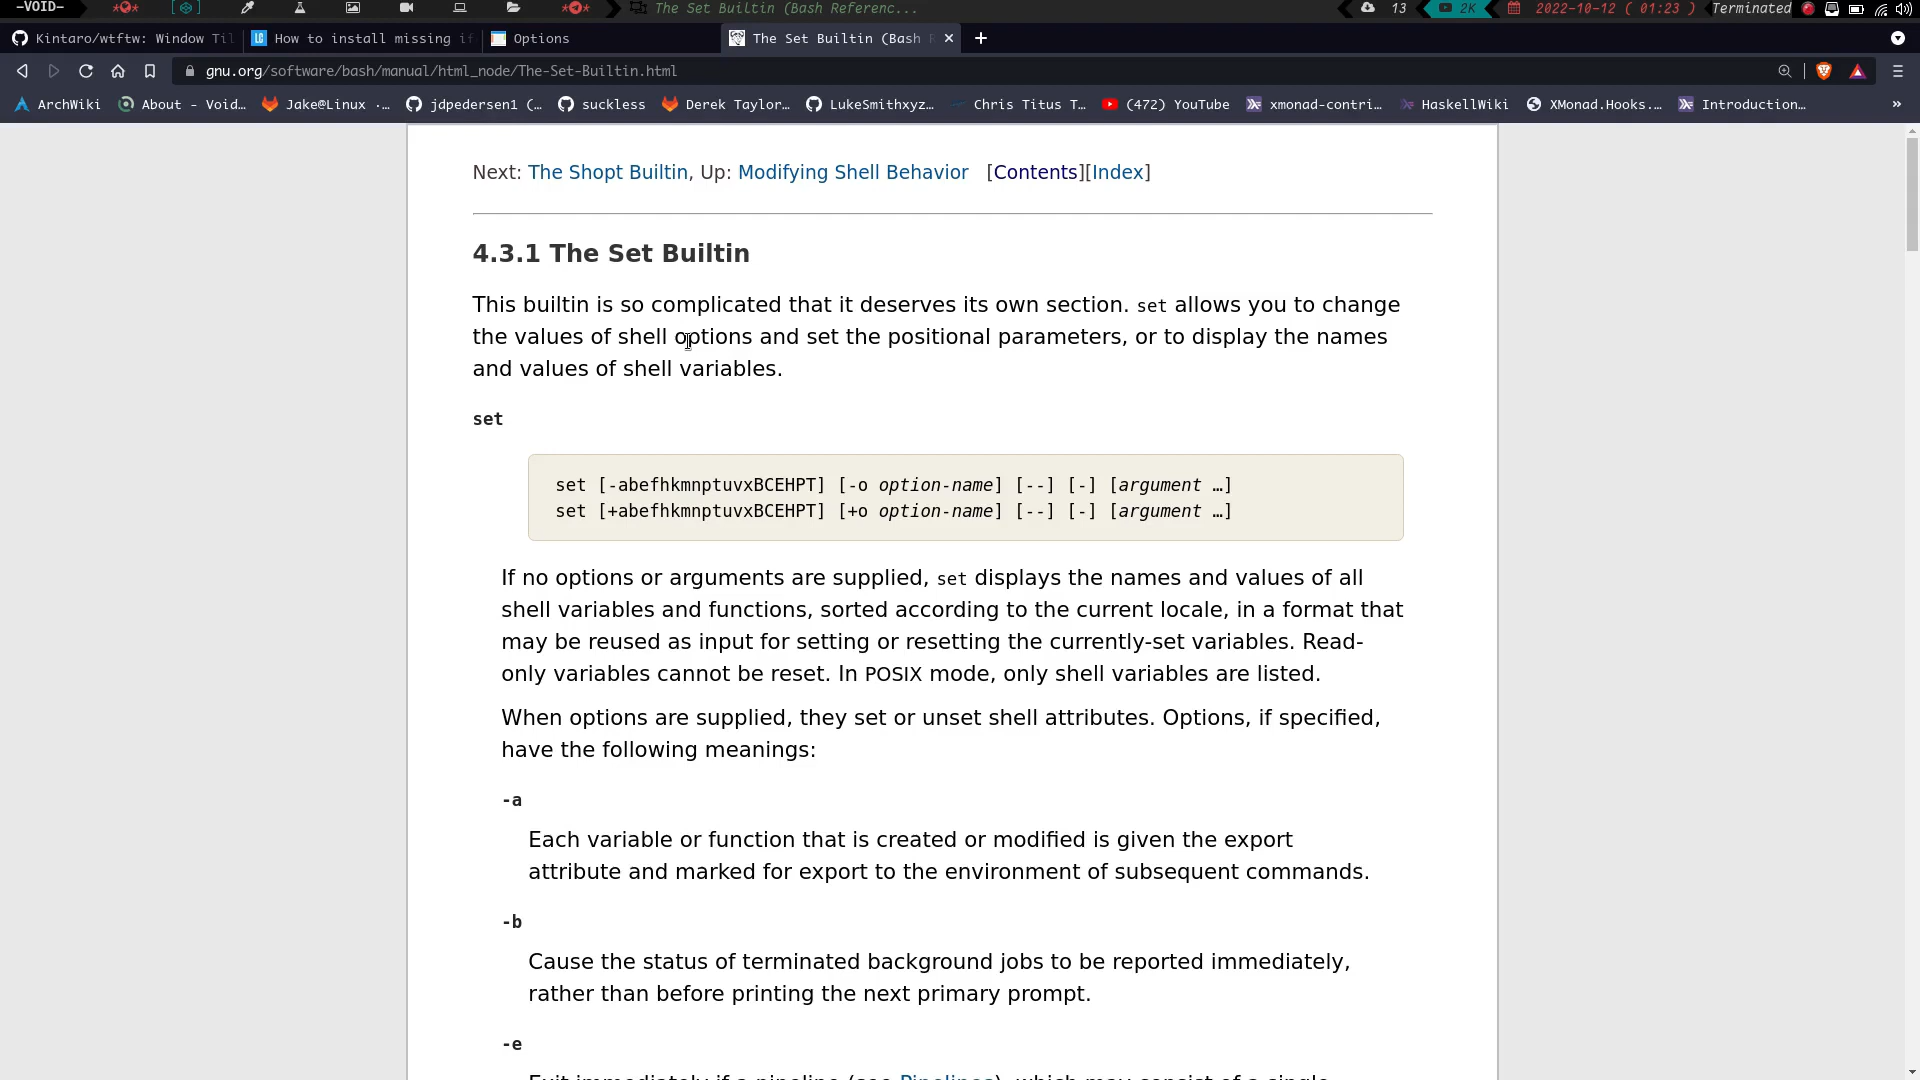 -VOID-
The Set Builtin (Bash Referenc...
13
2K
2022-10-12 ( 01:23 )
Terminated
Kintaro/wtftw: Window Til
How to install missing if
Options
The Set Builtin (Bash R
gnu.org/software/bash/manual/html_node/The-Set-Builtin.html
ArchWiki
About - Void...
Jake@Linux ·...
jdpedersen1 (...
suckless
Derek Taylor...
LukeSmithxyz...
Chris Titus T...
(472) YouTube
xmonad-contri...
HaskellWiki
XMonad.Hooks....
Introduction...
»
Next: The Shopt Builtin, Up: Modifying Shell Behavior [Contents][Index]
4.3.1 The Set Builtin
This builtin is so complicated that it deserves its own section. set allows you to change
the values of shell options and set the positional parameters, or to display the names
and values of shell variables.
set
set [-abefhkmnptuvxBCEHPT] [-o option-name] [--] [-] [argument …]
set [+abefhkmnptuvxBCEHPT] [+o option-name] [--] [-] [argument …]
If no options or arguments are supplied, set displays the names and values of all
shell variables and functions, sorted according to the current locale, in a format that
may be reused as input for setting or resetting the currently-set variables. Read-
only variables cannot be reset. In POSIX mode, only shell variables are listed.
When options are supplied, they set or unset shell attributes. Options, if specified,
have the following meanings:
-a
Each variable or function that is created or modified is given the export
attribute and marked for export to the environment of subsequent commands.
-b
Cause the status of terminated background jobs to be reported immediately,
rather than before printing the next primary prompt.
-e
Exit immediately if a pipeline (see Pipelines), which may consist of a single